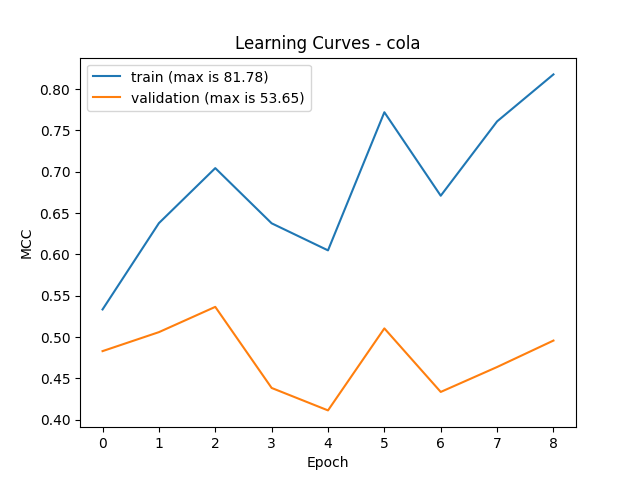 Learning Curves - cola
train (max is 81.78)
validation (max is 53.65)
MCC
0.80
0.75
0.70
0.65
0.60
0.55
0.50
0.45
0.40
0 1 2 3 4 5 6 7 8
Epoch